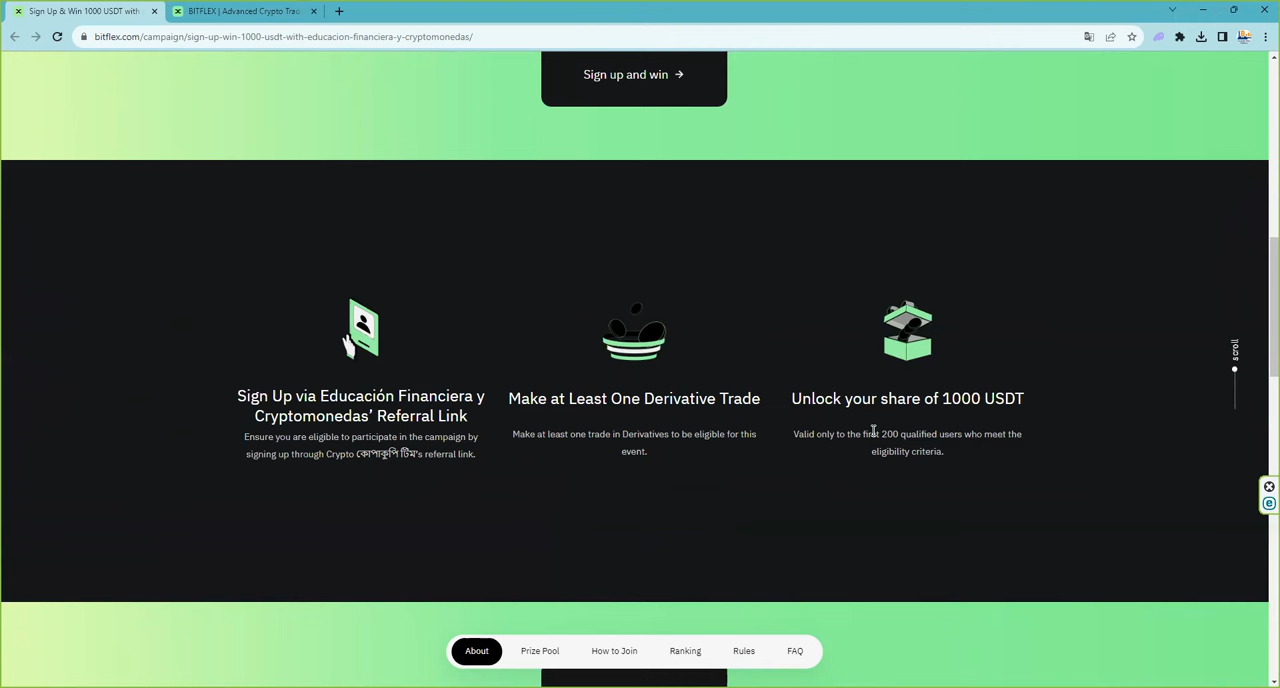 Sign Up & Win 1000 USDT with
BITFLEX | Advanced Crypto Trad
bitflex.com/campaign/sign-up-win-1000-usdt-with-educacion-financiera-y-cryptomonedas/
Sign up and win →
Sign Up via Educación Financiera y
Cryptomonedas’ Referral Link
Ensure you are eligible to participate in the campaign by
signing up through Crypto কোপাকুপি টিম's referral link.
Make at Least One Derivative Trade
Make at least one trade in Derivatives to be eligible for this
event.
Unlock your share of 1000 USDT
Valid only to the first 200 qualified users who meet the
eligibility criteria.
scroll
About Prize Pool How to Join Ranking Rules FAQ